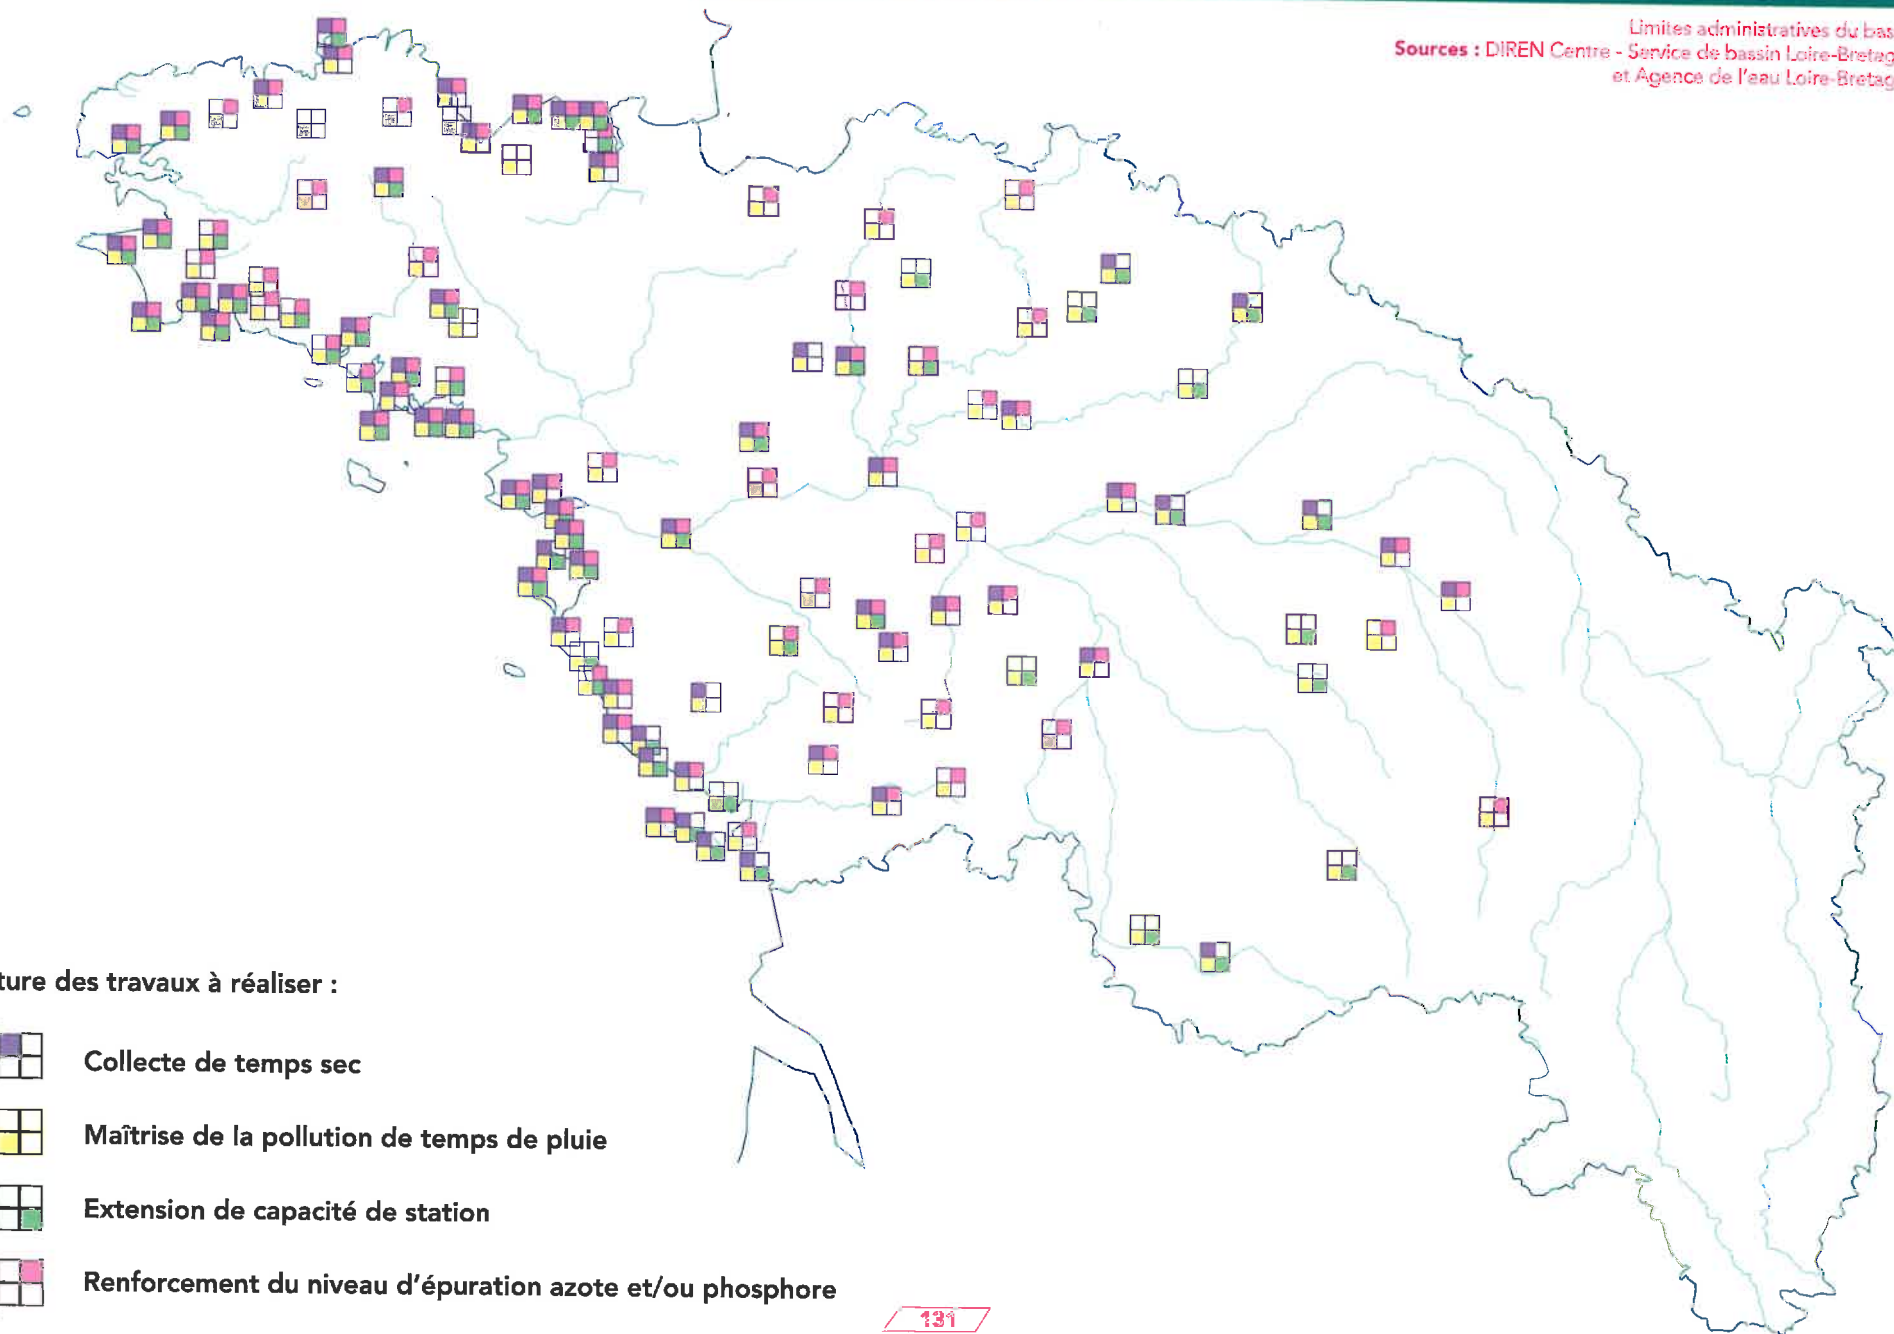 Limites administratives du bas
Sources : DIREN Centre - Service de bassin Loire-Bretag
et Agence de l'eau Loire-Bretag
ture des travaux à réaliser :
Collecte de temps sec
Maîtrise de la pollution de temps de pluie
Extension de capacité de station
Renforcement du niveau d'épuration azote et/ou phosphore
131